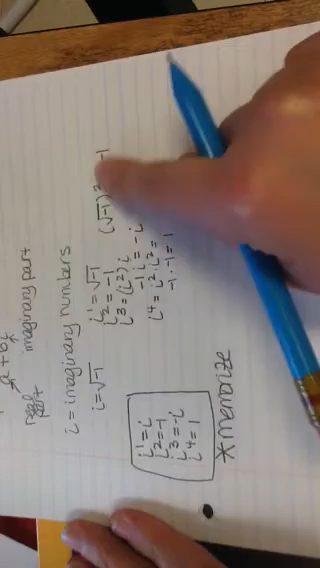 a + bi
real part imaginary part
i = imaginary numbers
i = √-1
i¹ = √-1
i² = -1 (√-1)² -1
i³ = (i²)i
-1 i = -i
i⁴ = i² · i² =
-1 · -1 = 1
i¹ = i
i² = -1
i³ = -i
i⁴ = 1
*memorize